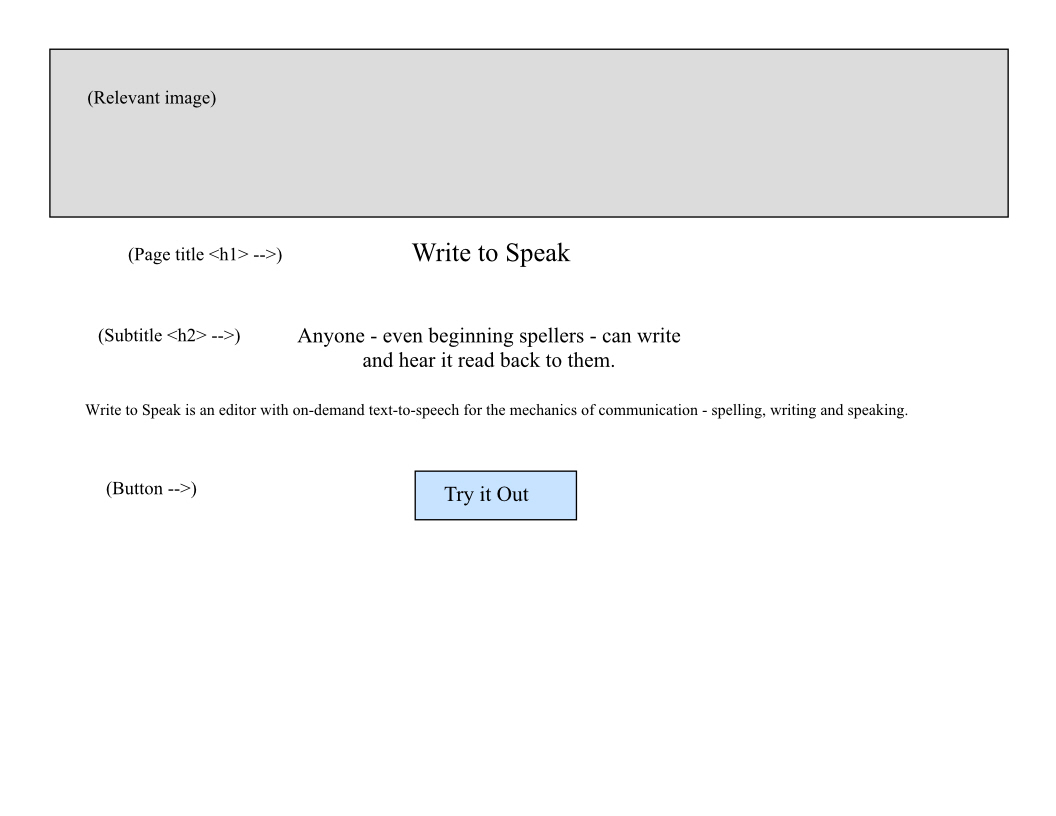 (Relevant image)
(Page title <h1> -->)
Write to Speak
(Subtitle <h2> -->)
Anyone - even beginning spellers - can write
and hear it read back to them.
Write to Speak is an editor with on-demand text-to-speech for the mechanics of communication - spelling, writing and speaking.
(Button -->)
Try it Out